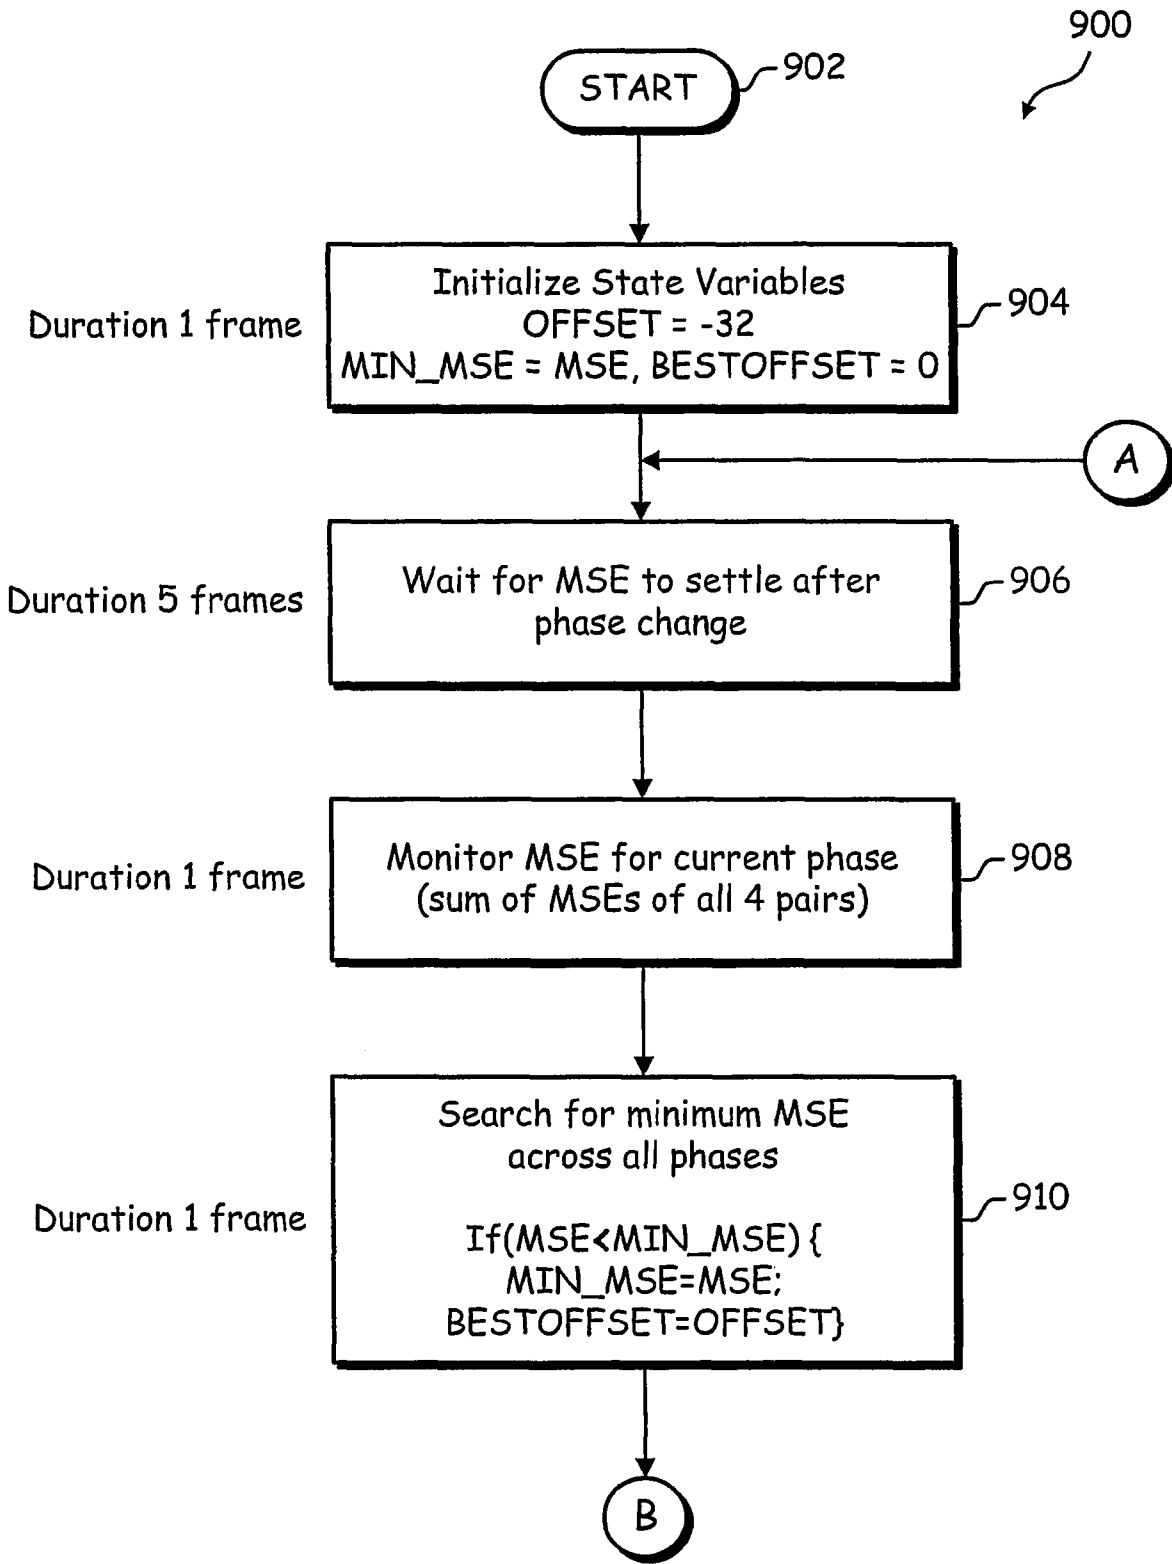 900
START
902
Duration 1 frame
Initialize State Variables
OFFSET = -32
MIN_MSE = MSE, BESTOFFSET = 0
904
A
Duration 5 frames
Wait for MSE to settle after
phase change
906
Duration 1 frame
Monitor MSE for current phase
(sum of MSEs of all 4 pairs)
908
Duration 1 frame
Search for minimum MSE
across all phases
If(MSE<MIN_MSE) {
MIN_MSE=MSE;
BESTOFFSET=OFFSET}
910
B